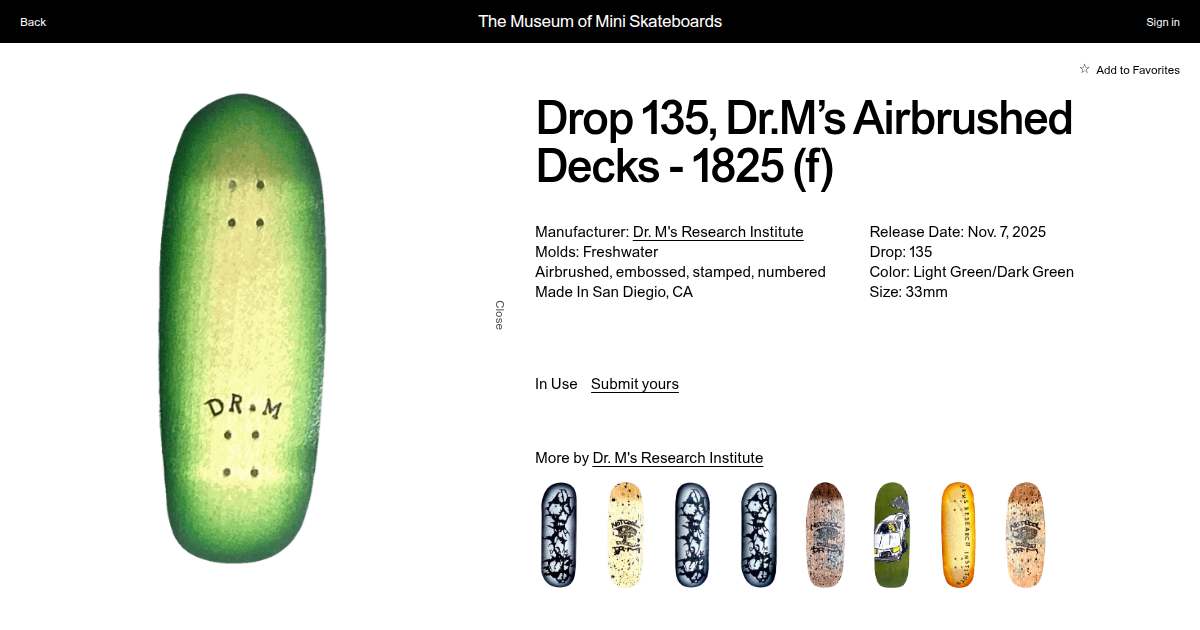 Back
The Museum of Mini Skateboards
Sign in
☆ Add to Favorites
Drop 135, Dr.M’s Airbrushed
Decks - 1825 (f)
Manufacturer: Dr. M's Research Institute
Molds: Freshwater
Airbrushed, embossed, stamped, numbered
Made In San Diegio, CA
Release Date: Nov. 7, 2025
Drop: 135
Color: Light Green/Dark Green
Size: 33mm
Close
DR.M
In Use Submit yours
More by Dr. M's Research Institute